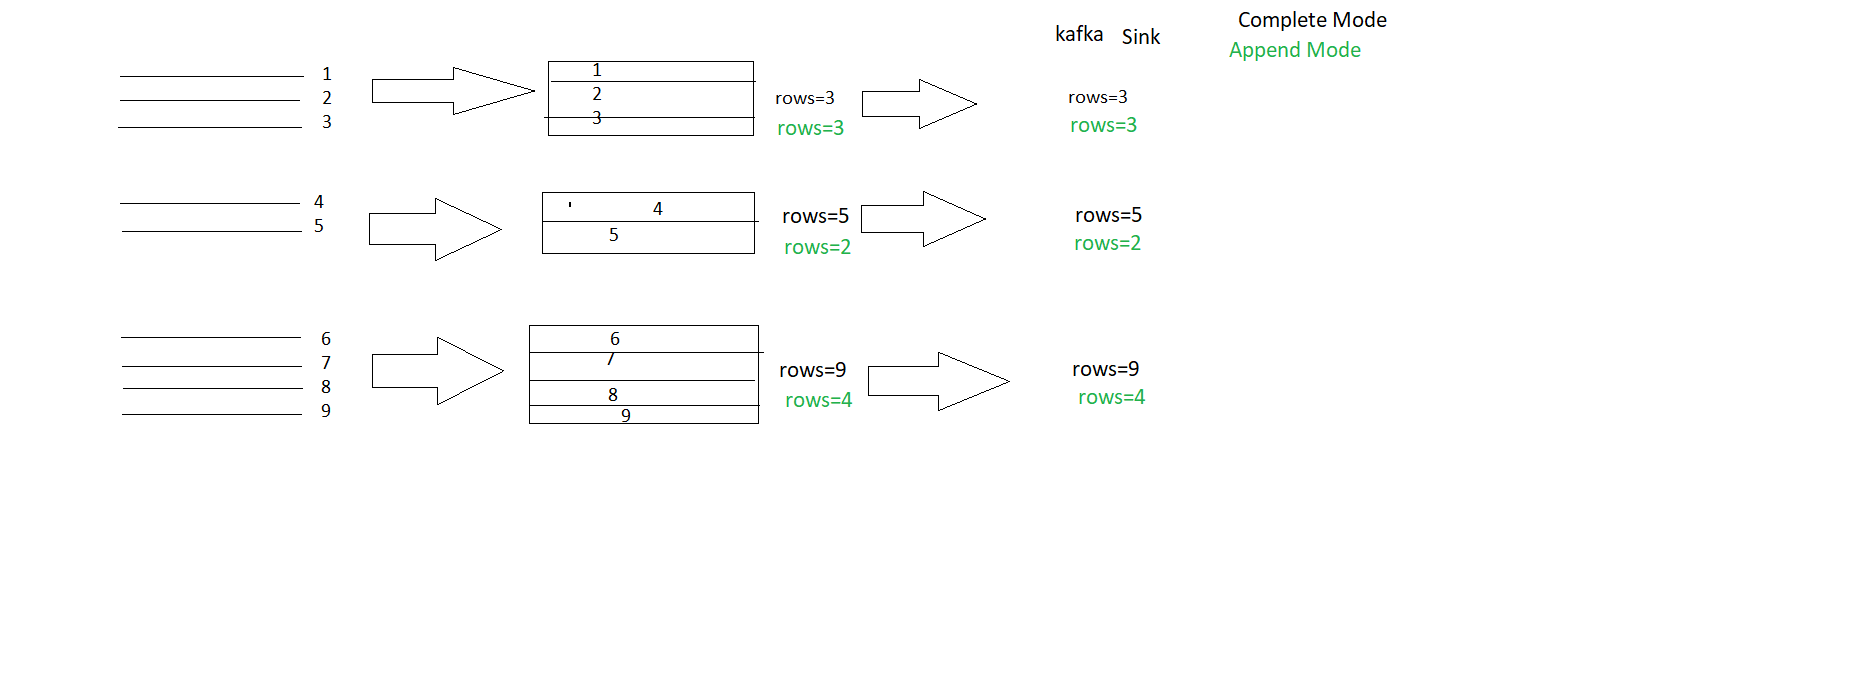 kafka Sink
Complete Mode
Append Mode
1
2
3
1
2
3
rows=3
rows=3
rows=3
rows=3
4
5
4
5
rows=5
rows=2
rows=5
rows=2
6
7
8
9
6
7
8
9
rows=9
rows=4
rows=9
rows=4